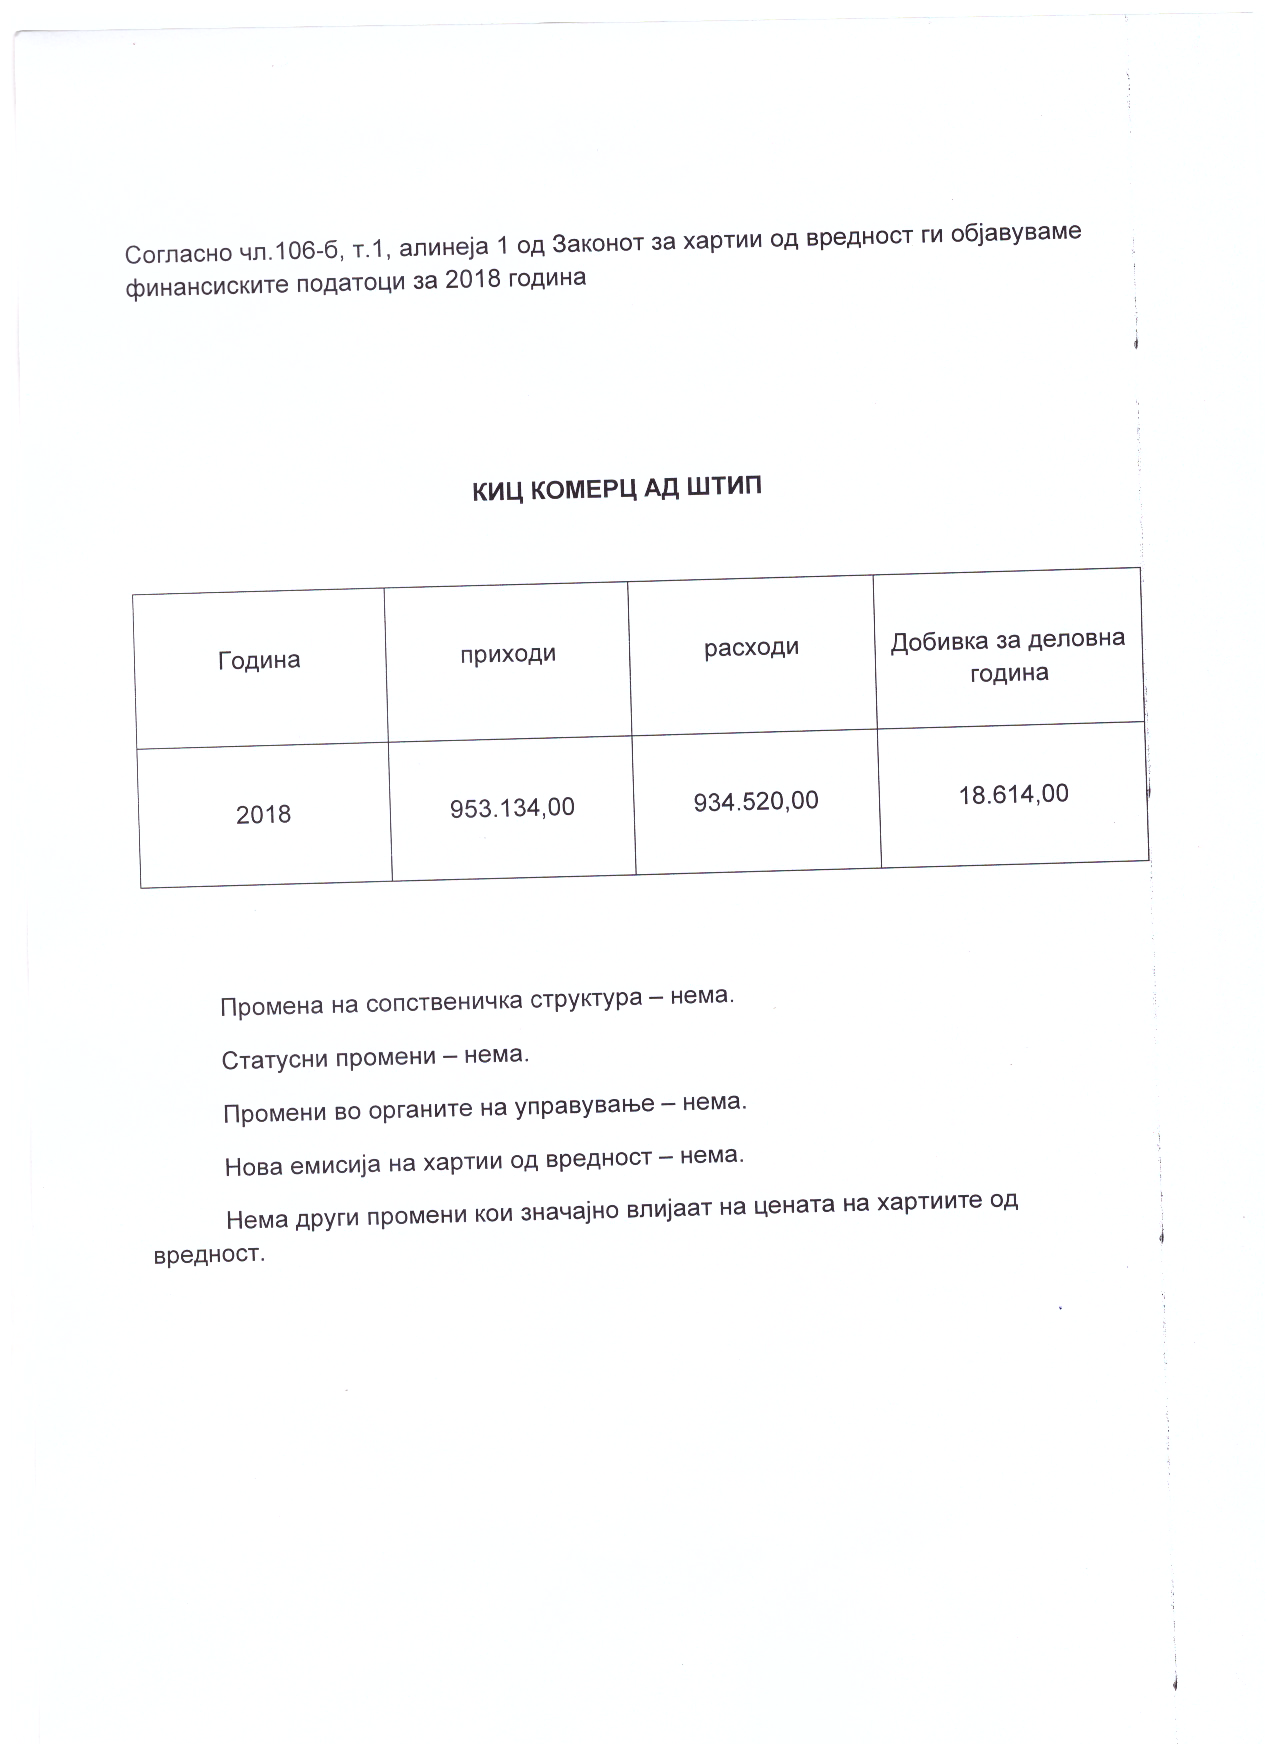 Согласно чл.106-б, т.1, алинеја 1 од Законот за хартии од вредност ги објавуваме
финансиските податоци за 2018 година
КИЦ КОМЕРЦ АД ШТИП
Година приходи расходи Добивка за деловна
година
2018 953.134,00 934.520,00 18.614,00
Промена на сопственичка структура – нема.
Статусни промени – нема.
Промени во органите на управување – нема.
Нова емисија на хартии од вредност – нема.
Нема други промени кои значајно влијаат на цената на хартиите од
вредност.